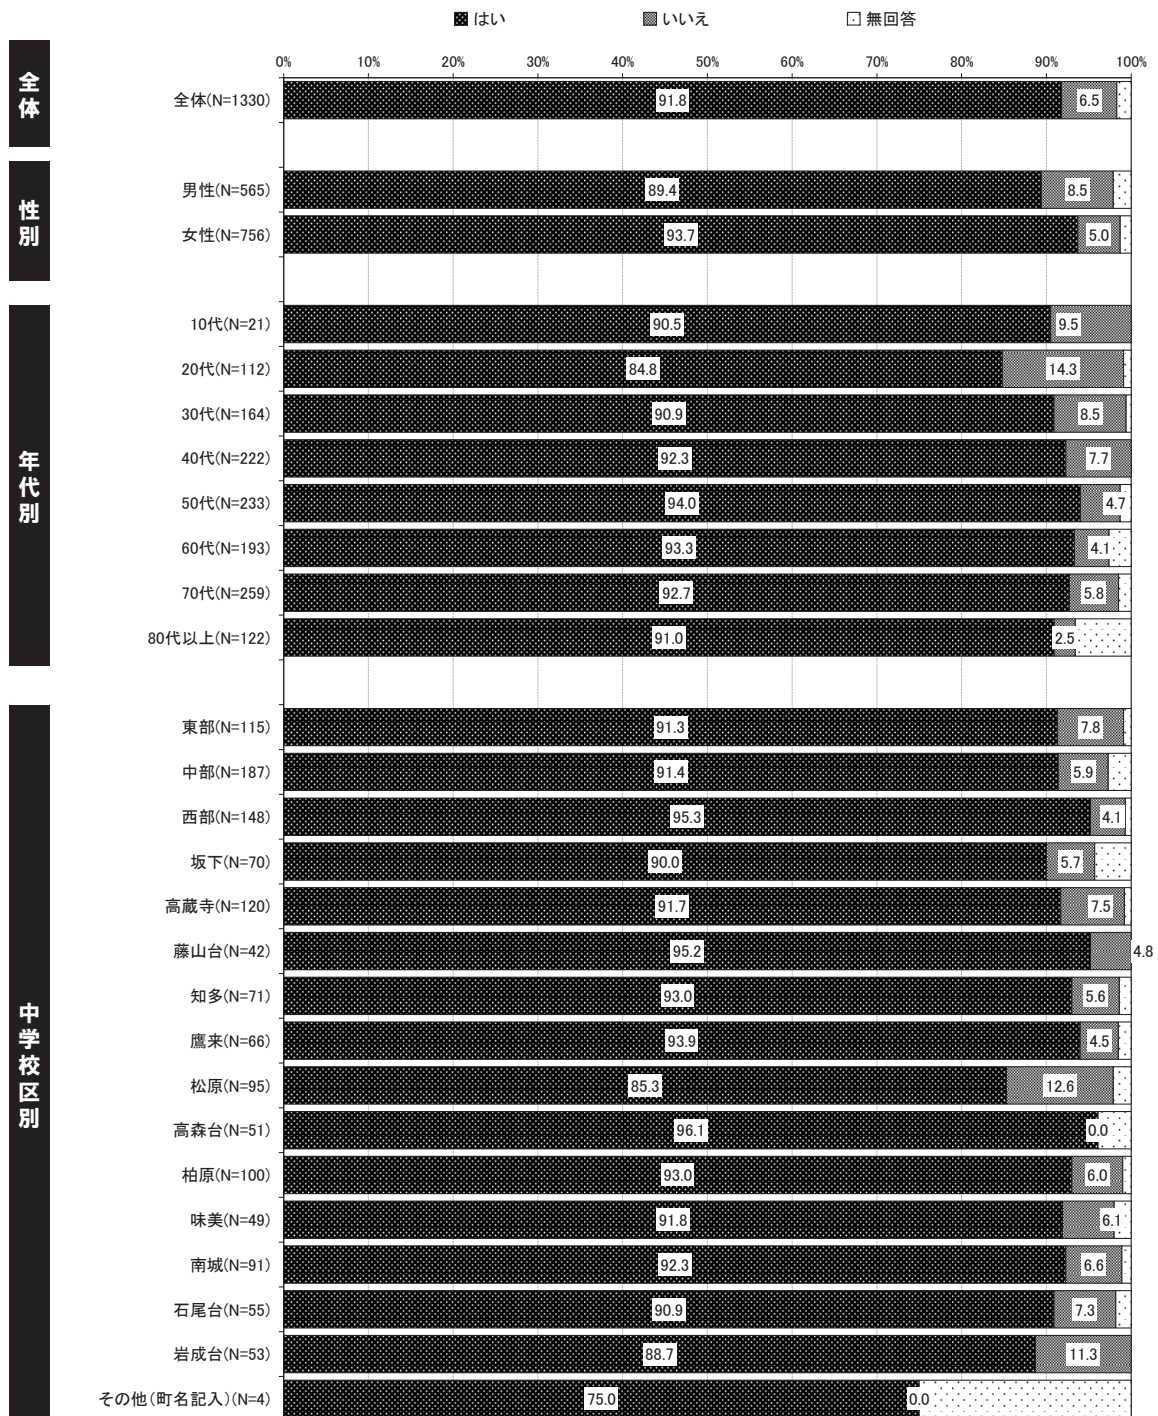 はい いいえ 無回答
0% 10% 20% 30% 40% 50% 60% 70% 80% 90% 100%
全体
全体(N=1330) 91.8 6.5
性別
男性(N=565) 89.4 8.5
女性(N=756) 93.7 5.0
年代別
10代(N=21) 90.5 9.5
20代(N=112) 84.8 14.3
30代(N=164) 90.9 8.5
40代(N=222) 92.3 7.7
50代(N=233) 94.0 4.7
60代(N=193) 93.3 4.1
70代(N=259) 92.7 5.8
80代以上(N=122) 91.0 2.5
中学校区別
東部(N=115) 91.3 7.8
中部(N=187) 91.4 5.9
西部(N=148) 95.3 4.1
坂下(N=70) 90.0 5.7
高蔵寺(N=120) 91.7 7.5
藤山台(N=42) 95.2 4.8
知多(N=71) 93.0 5.6
鷹来(N=66) 93.9 4.5
松原(N=95) 85.3 12.6
高森台(N=51) 96.1 0.0
柏原(N=100) 93.0 6.0
味美(N=49) 91.8 6.1
南城(N=91) 92.3 6.6
石尾台(N=55) 90.9 7.3
岩成台(N=53) 88.7 11.3
その他(町名記入)(N=4) 75.0 0.0